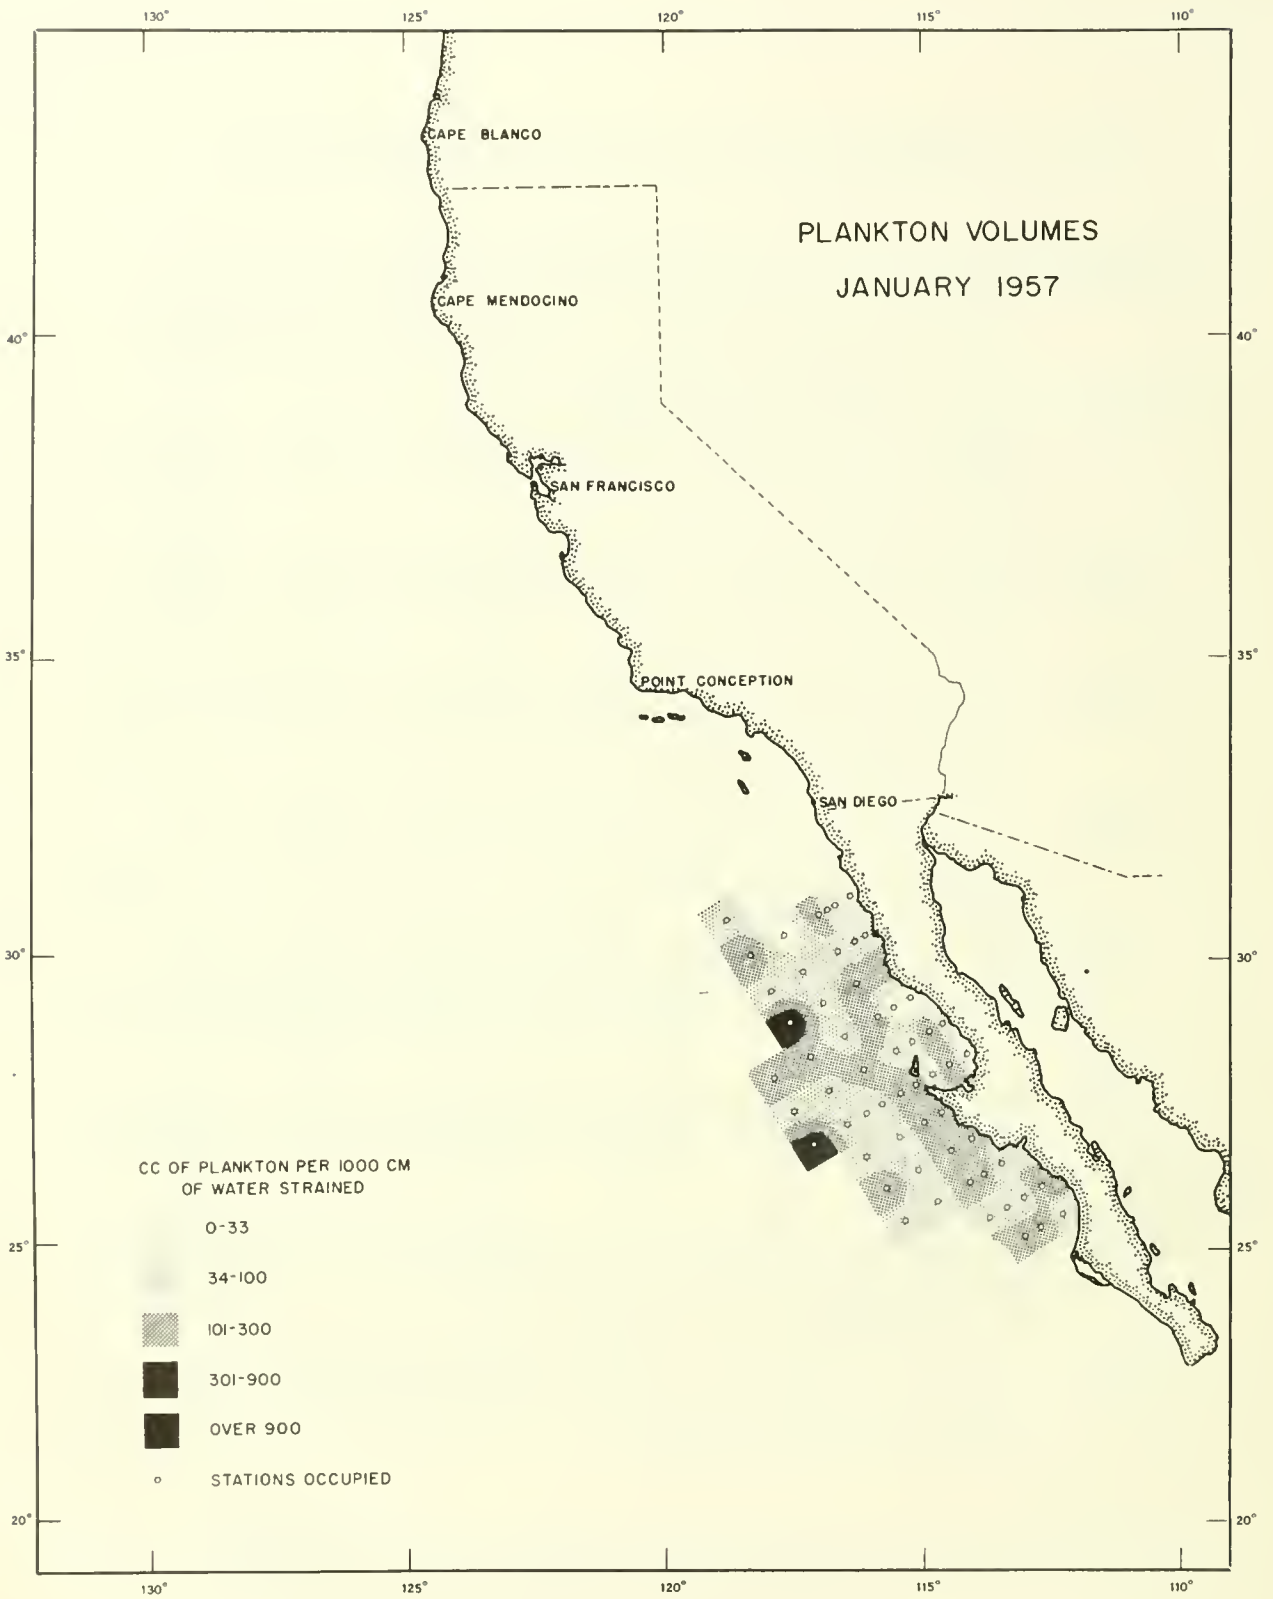 130° 125° 120° 115° 110°
CAPE BLANCO
PLANKTON VOLUMES
JANUARY 1957
CAPE MENDOCINO
40° 40°
SAN FRANCISCO
35° 35°
POINT CONCEPTION
SAN DIEGO
30° 30°
CC OF PLANKTON PER 1000 CM
OF WATER STRAINED
0-33
25° 25°
34-100
101-300
301-900
OVER 900
STATIONS OCCUPIED
20° 20°
130° 125° 120° 115° 110°